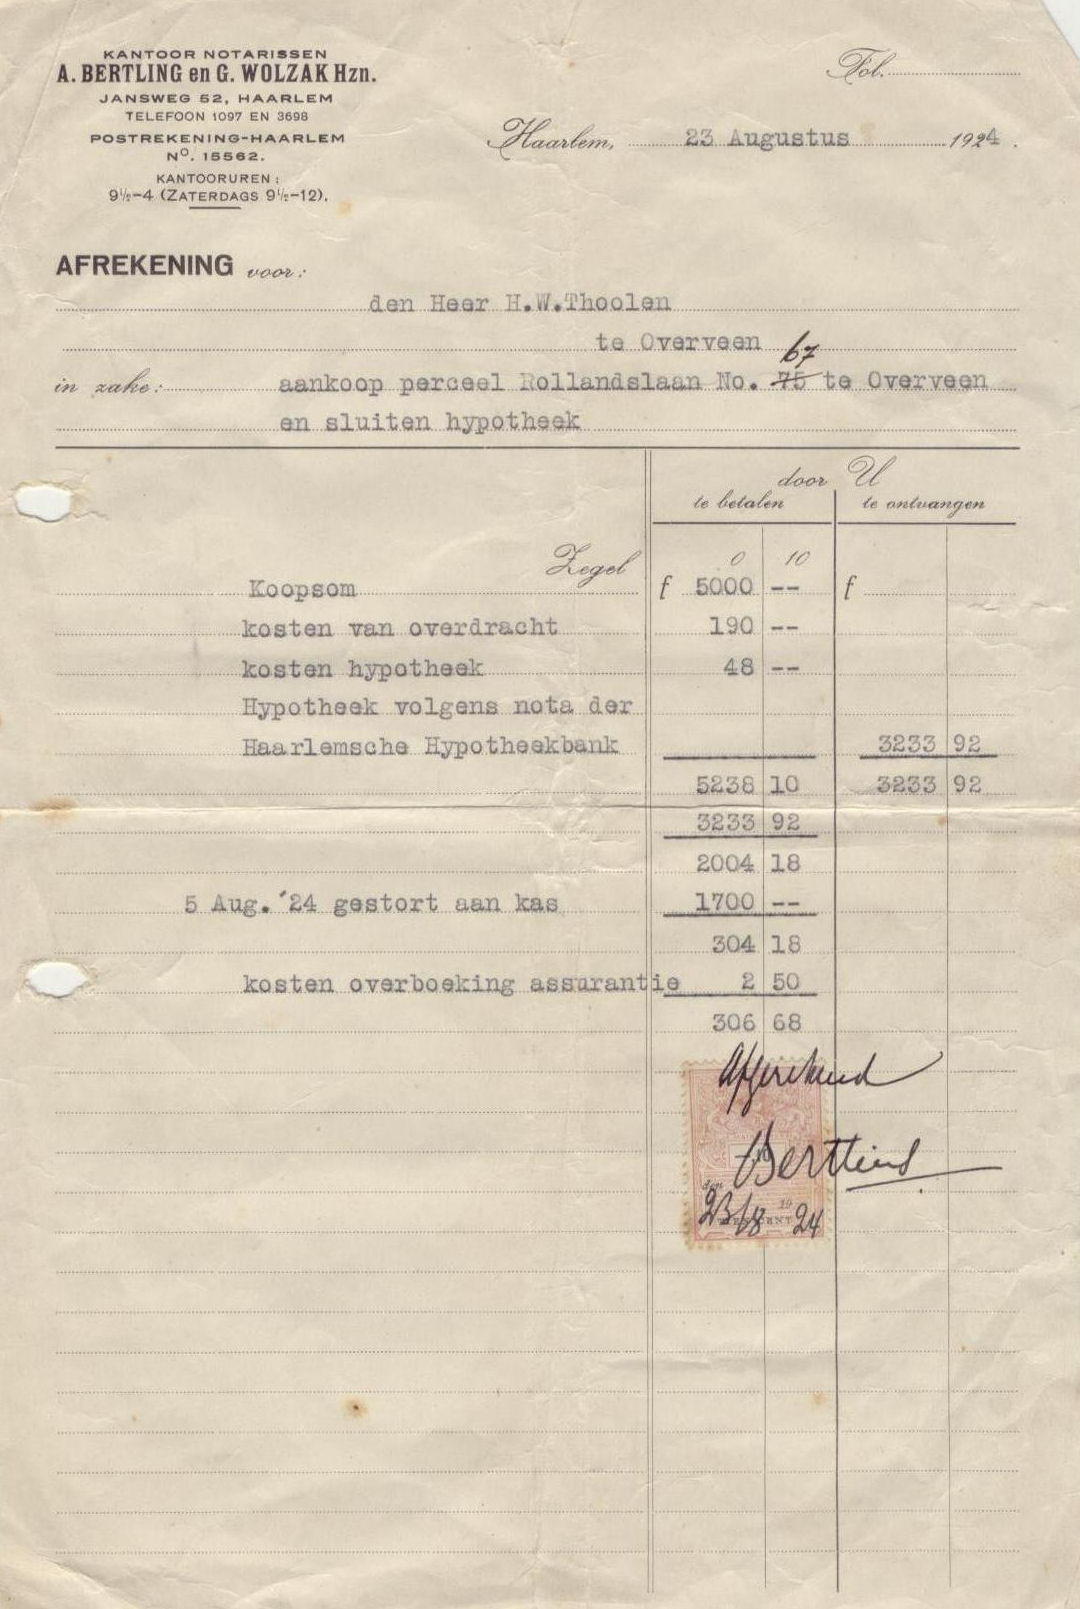 KANTOOR NOTARISSEN
A. BERTLING en G. WOLZAK Hzn.
JANSWEG 52, HAARLEM
TELEFOON 1097 EN 3698
POSTREKENING-HAARLEM
No. 15562.
KANTOORUREN:
9½-4 (ZATERDAGS 9½-12).
Fol.
Haarlem, 23 Augustus 1924.
AFREKENING voor:
den Heer H.W.Thoolen
te Overveen
67
in zake: aankoop perceel Rollandslaan No. 75 te Overveen
en sluiten hypotheek
door U
te betalen te ontvangen
Zegel 0 10
Koopsom f 5000 -- f
kosten van overdracht 190 --
kosten hypotheek 48 --
Hypotheek volgens nota der
Haarlemsche Hypotheekbank 3233 92
5238 10 3233 92
3233 92
2004 18
5 Aug. '24 gestort aan kas 1700 --
304 18
kosten overboeking assurantie 2 50
306 68
Afgerekend
Bertling
den
23/8 19 24